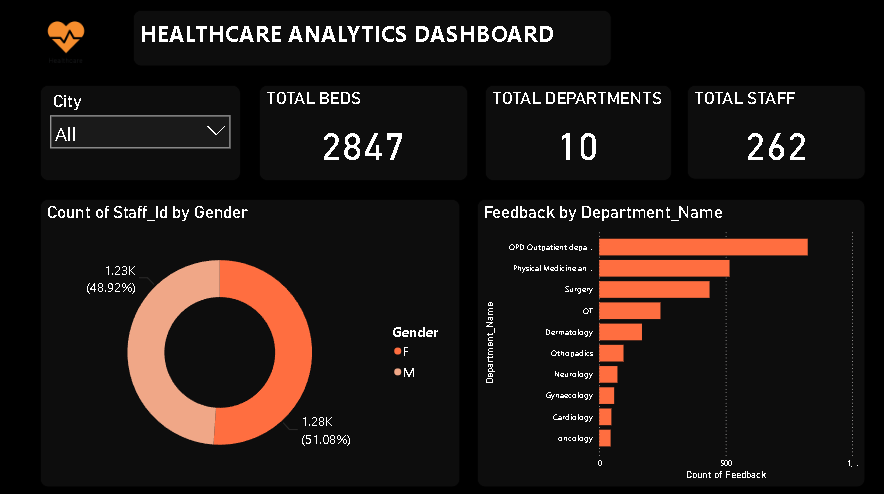 HEALTHCARE ANALYTICS DASHBOARD
City
All
TOTAL BEDS
2847
TOTAL DEPARTMENTS
10
TOTAL STAFF
262
Count of Staff_Id by Gender
1.23K
(48.92%)
Gender
F
M
1.28K
(51.08%)
Feedback by Department_Name
Department_Name
OPD Outpatient depa...
Physical Medicine an...
Surgery
OT
Dermatology
Othopadics
Neurology
Gynaecology
Cardiology
oncology
0
500
1,...
Count of Feedback